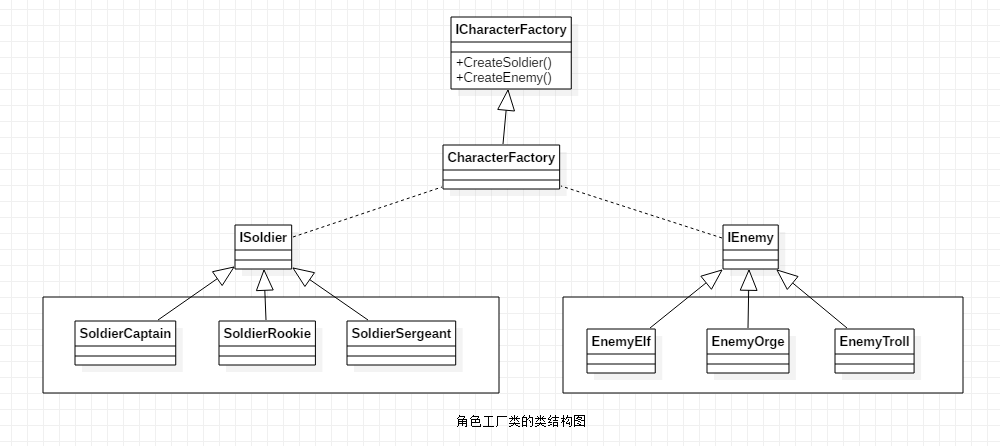 ICharacterFactory
+CreateSoldier()
+CreateEnemy()
CharacterFactory
ISoldier
IEnemy
SoldierCaptain
SoldierRookie
SoldierSergeant
EnemyElf
EnemyOrge
EnemyTroll
角色工厂类的类结构图